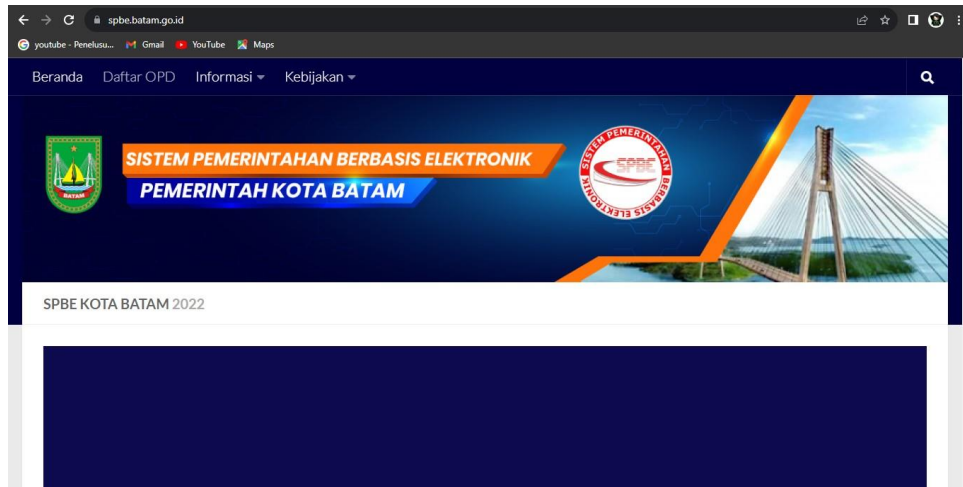 spbe.batam.go.id
youtube - Penelusu... Gmail YouTube Maps
Beranda Daftar OPD Informasi Kebijakan
BATAM
SISTEM PEMERINTAHAN BERBASIS ELEKTRONIK
PEMERINTAH KOTA BATAM
SISTEM PEMERINTAHAN BERBASIS ELEKTRONIK
SPBE
SPBE KOTA BATAM 2022